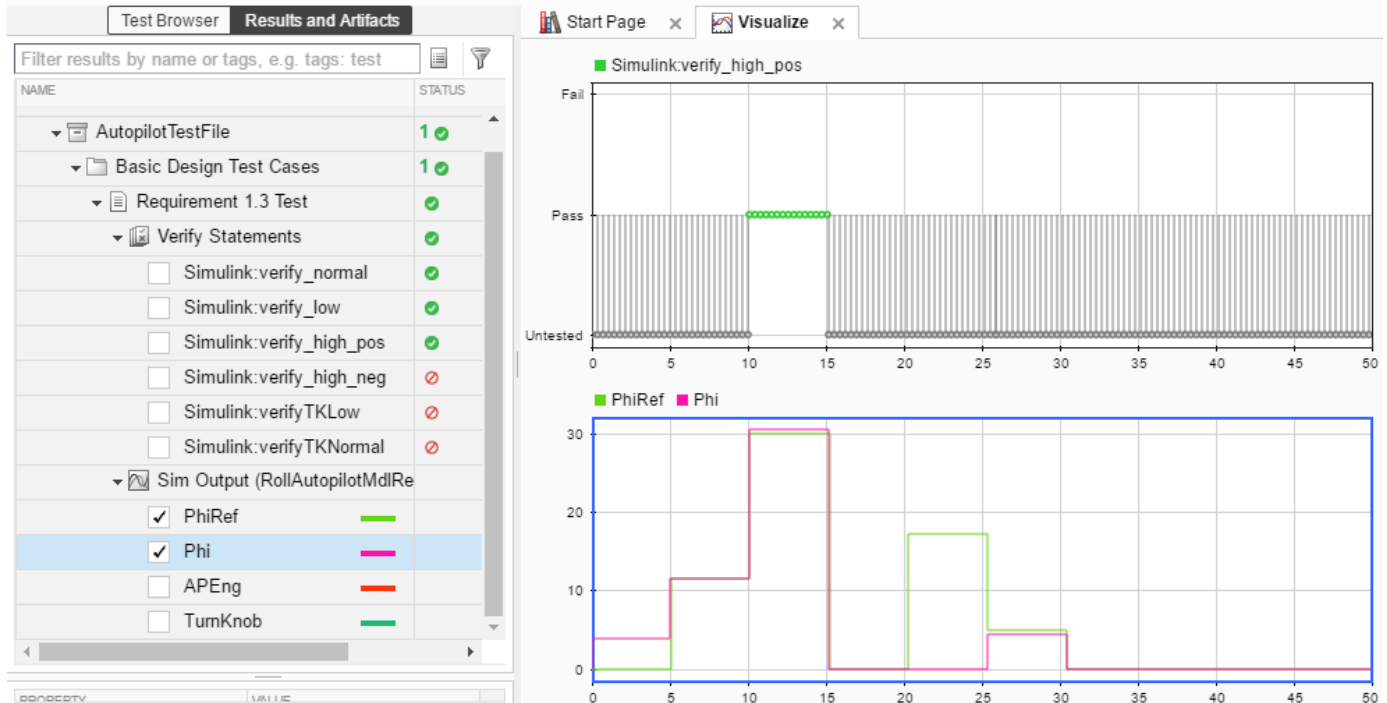 Test Browser Results and Artifacts
Filter results by name or tags, e.g. tags: test
NAME STATUS
AutopilotTestFile 1
Basic Design Test Cases 1
Requirement 1.3 Test
Verify Statements
Simulink:verify_normal
Simulink:verify_low
Simulink:verify_high_pos
Simulink:verify_high_neg
Simulink:verifyTKLow
Simulink:verifyTKNormal
Sim Output (RollAutopilotMdlRe
PhiRef
Phi
APEng
TurnKnob
PROPERTY VALUE
Start Page Visualize
Simulink:verify_high_pos
Fail
Pass
Untested
0 5 10 15 20 25 30 35 40 45 50
PhiRef Phi
30
20
10
0
0 5 10 15 20 25 30 35 40 45 50